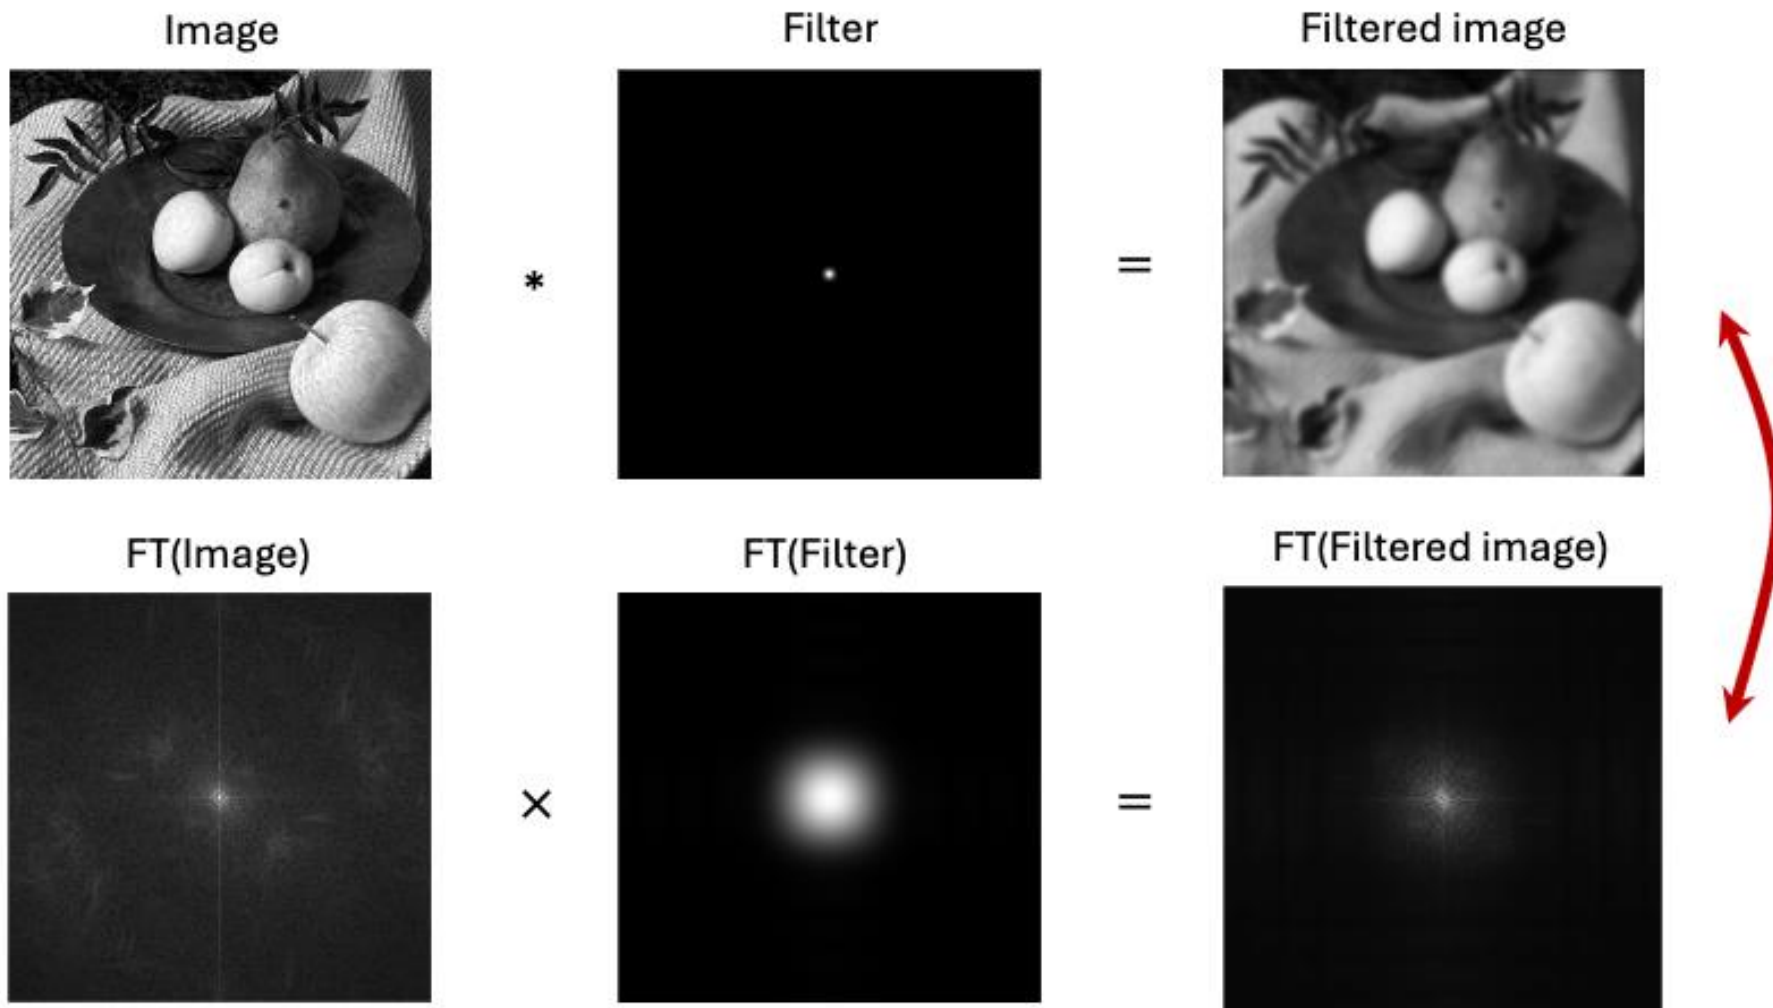 Image
Filter
Filtered image
*
=
FT(Image)
FT(Filter)
FT(Filtered image)
×
=